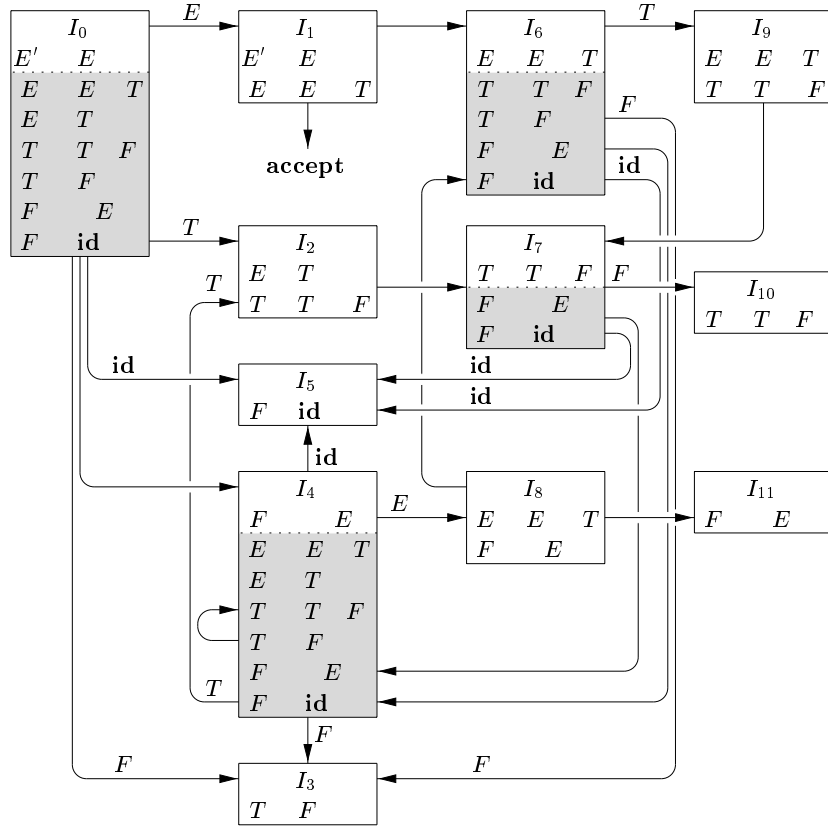 I₀
E′ E
E E T
E T
T T F
T F
F E
F id
E
I₁
E′ E
E E T
accept
I₆
E E T
T T F
T F
F E
F id
T
I₉
E E T
T T F
F
id
T
I₂
E T
T T F
T
I₇
T T F
F E
F id
F
I₁₀
T T F
id
I₅
F id
id
id
id
I₄
F E
E E T
E T
T T F
T F
F E
F id
E
I₈
E E T
F E
I₁₁
F E
T
F
F
I₃
T F
F